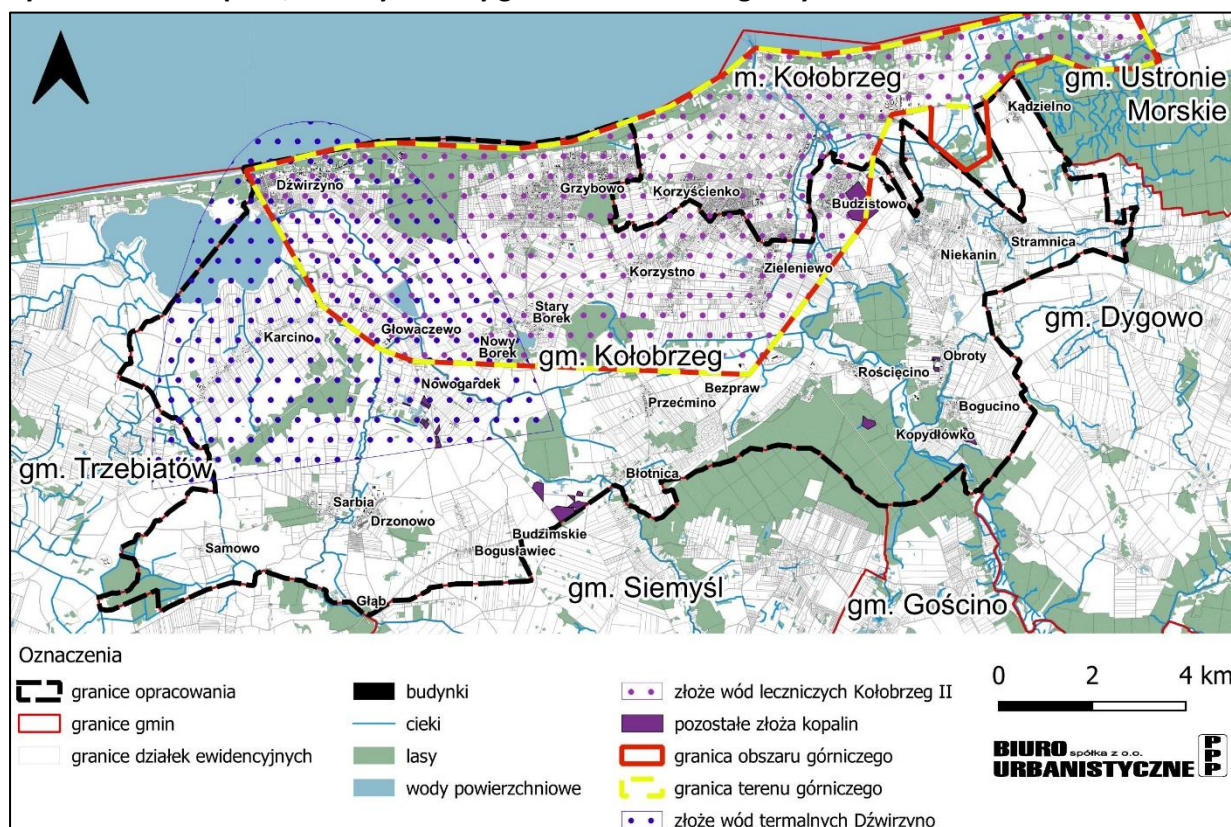 m. Kołobrzeg
gm. Ustronie
Morskie
Kądzielno
Dźwirzyno
Grzybowo
Korzyścienko
Budzistowo
Stramnica
Niekanin
Korzystno
Zieleniewo
Karcino
Głowaczewo
Stary
Borek
Nowy
Borek
gm. Kołobrzeg
gm. Dygowo
Nowogardek
Bezpraw
Przećmino
Obroty
Rościęcino
Bogucino
Kopydłówko
gm. Trzebiatów
Błotnica
Sarbia
Drzonowo
Budzimskie
Samowo
Bogusławiec
gm. Siemyśl
Głąb
gm. Gościno
Oznaczenia
granice opracowania
granice gmin
granice działek ewidencyjnych
budynki
cieki
lasy
wody powierzchniowe
złoże wód leczniczych Kołobrzeg II
pozostałe złoża kopalin
granica obszaru górniczego
granica terenu górniczego
złoże wód termalnych Dźwirzyno
0 2 4 km
BIURO spółka z o.o.
URBANISTYCZNE
PPP